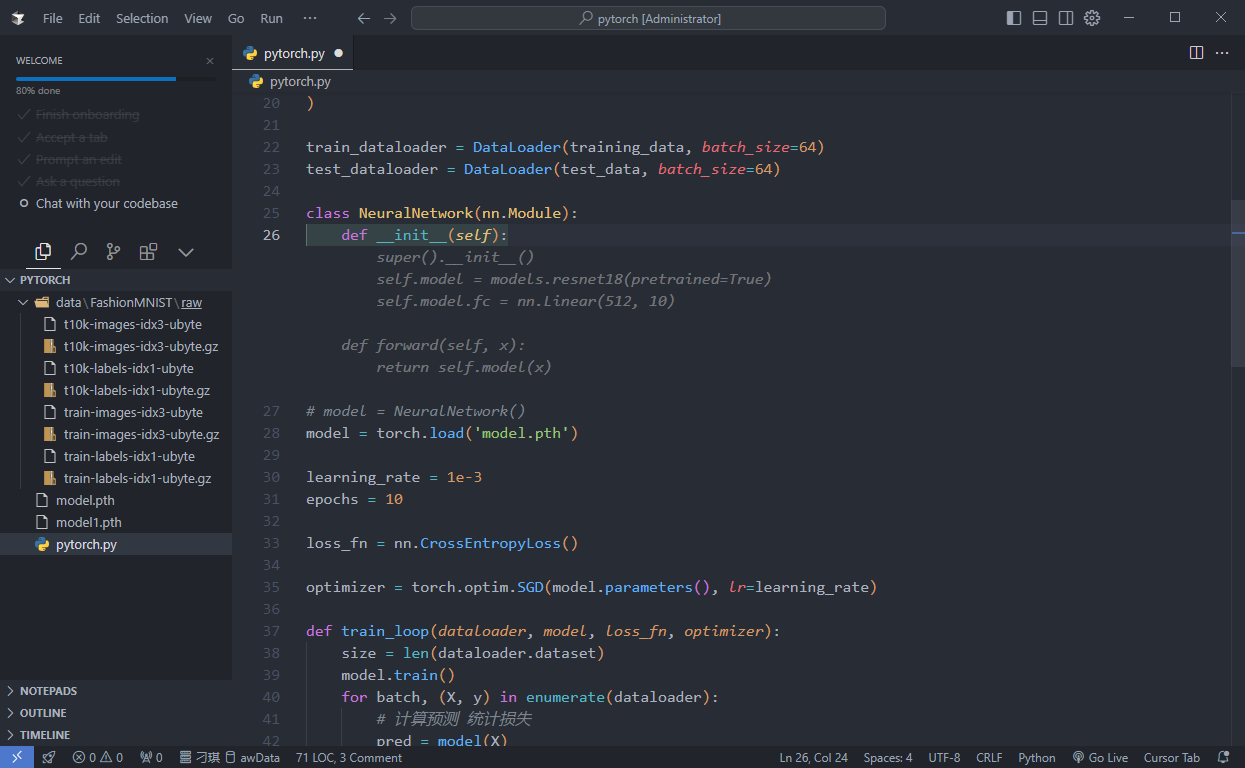 File Edit Selection View Go Run ··· pytorch [Administrator]
WELCOME
80% done
Finish onboarding
Accept a tab
Prompt an edit
Ask a question
Chat with your codebase
PYTORCH
data\FashionMNIST\raw
t10k-images-idx3-ubyte
t10k-images-idx3-ubyte.gz
t10k-labels-idx1-ubyte
t10k-labels-idx1-ubyte.gz
train-images-idx3-ubyte
train-images-idx3-ubyte.gz
train-labels-idx1-ubyte
train-labels-idx1-ubyte.gz
model.pth
model1.pth
pytorch.py
NOTEPADS
OUTLINE
TIMELINE
pytorch.py
pytorch.py
20 )
21
22 train_dataloader = DataLoader(training_data, batch_size=64)
23 test_dataloader = DataLoader(test_data, batch_size=64)
24
25 class NeuralNetwork(nn.Module):
26 def __init__(self):
super().__init__()
self.model = models.resnet18(pretrained=True)
self.model.fc = nn.Linear(512, 10)
def forward(self, x):
return self.model(x)
27 # model = NeuralNetwork()
28 model = torch.load('model.pth')
29
30 learning_rate = 1e-3
31 epochs = 10
32
33 loss_fn = nn.CrossEntropyLoss()
34
35 optimizer = torch.optim.SGD(model.parameters(), lr=learning_rate)
36
37 def train_loop(dataloader, model, loss_fn, optimizer):
38 size = len(dataloader.dataset)
39 model.train()
40 for batch, (X, y) in enumerate(dataloader):
41 # 计算预测 统计损失
42 pred = model(X)
0 0 0 刁琪 awData 71 LOC, 3 Comment Ln 26, Col 24 Spaces: 4 UTF-8 CRLF Python Go Live Cursor Tab